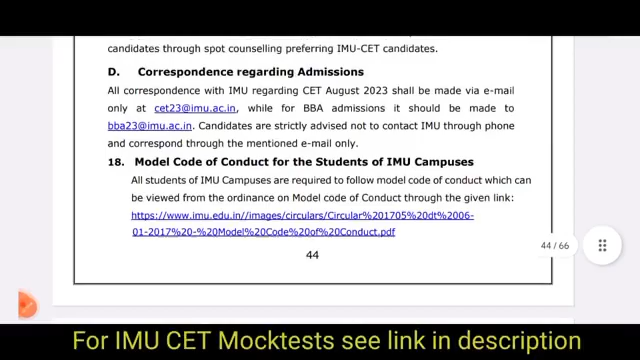 candidates through spot counselling preferring IMU-CET candidates.
D. Correspondence regarding Admissions
All correspondence with IMU regarding CET August 2023 shall be made via e-mail
only at cet23@imu.ac.in, while for BBA admissions it should be made to
bba23@imu.ac.in. Candidates are strictly advised not to contact IMU through phone
and correspond through the mentioned e-mail only.
18. Model Code of Conduct for the Students of IMU Campuses
All students of IMU Campuses are required to follow model code of conduct which can
be viewed from the ordinance on Model code of Conduct through the given link:
https://www.imu.edu.in//images/circulars/Circular%201705%20dt%2006-
01-2017%20-%20Model%20Code%20of%20Conduct.pdf
44
44 / 66
For IMU CET Mocktests see link in description